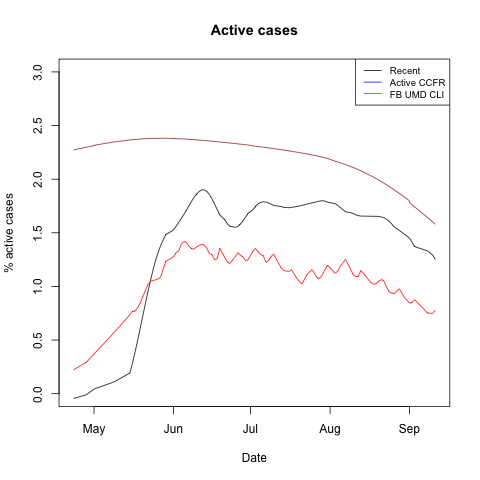 Active cases
Recent
Active CCFR
FB UMD CLI
3.0
2.5
2.0
1.5
1.0
0.5
0.0
% active cases
May Jun Jul Aug Sep
Date